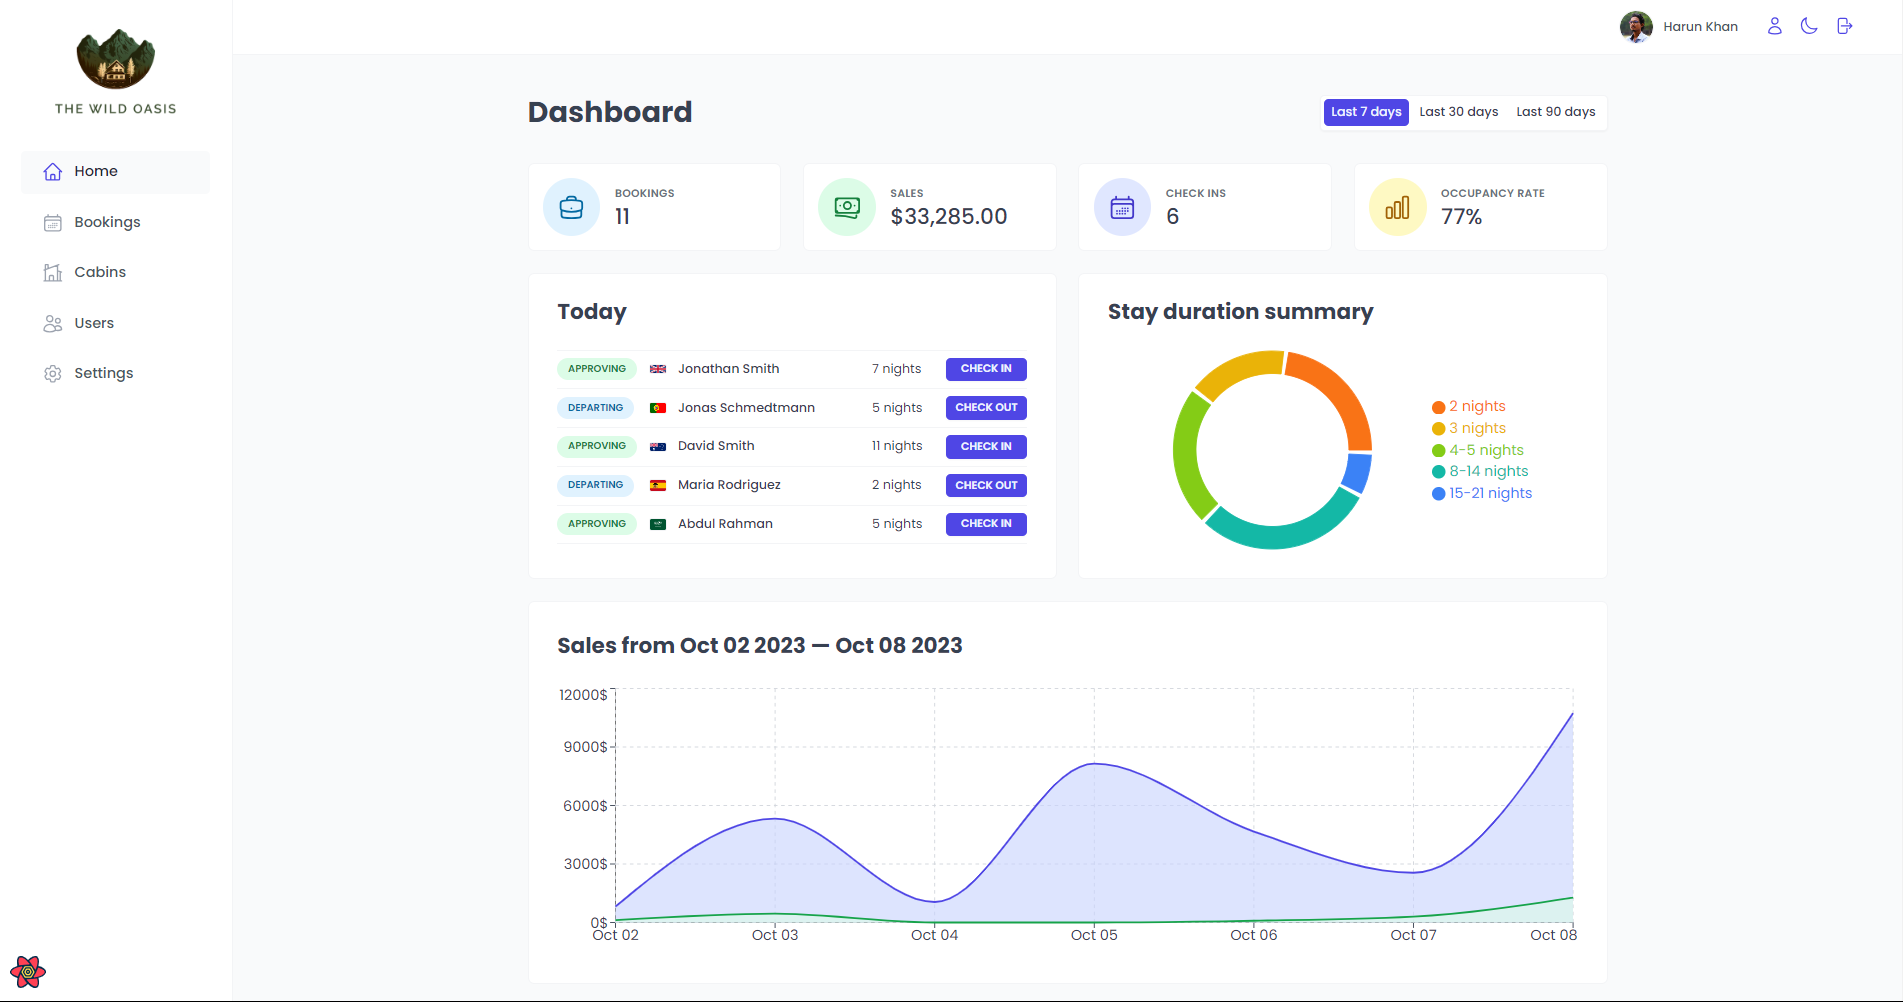 THE WILD OASIS
Home
Bookings
Cabins
Users
Settings
Harun Khan
Dashboard
Last 7 days Last 30 days Last 90 days
BOOKINGS
11
SALES
$33,285.00
CHECK INS
6
OCCUPANCY RATE
77%
Today
APPROVING Jonathan Smith 7 nights CHECK IN
DEPARTING Jonas Schmedtmann 5 nights CHECK OUT
APPROVING David Smith 11 nights CHECK IN
DEPARTING Maria Rodriguez 2 nights CHECK OUT
APPROVING Abdul Rahman 5 nights CHECK IN
Stay duration summary
2 nights
3 nights
4-5 nights
8-14 nights
15-21 nights
Sales from Oct 02 2023 — Oct 08 2023
12000$
9000$
6000$
3000$
0$
Oct 02 Oct 03 Oct 04 Oct 05 Oct 06 Oct 07 Oct 08